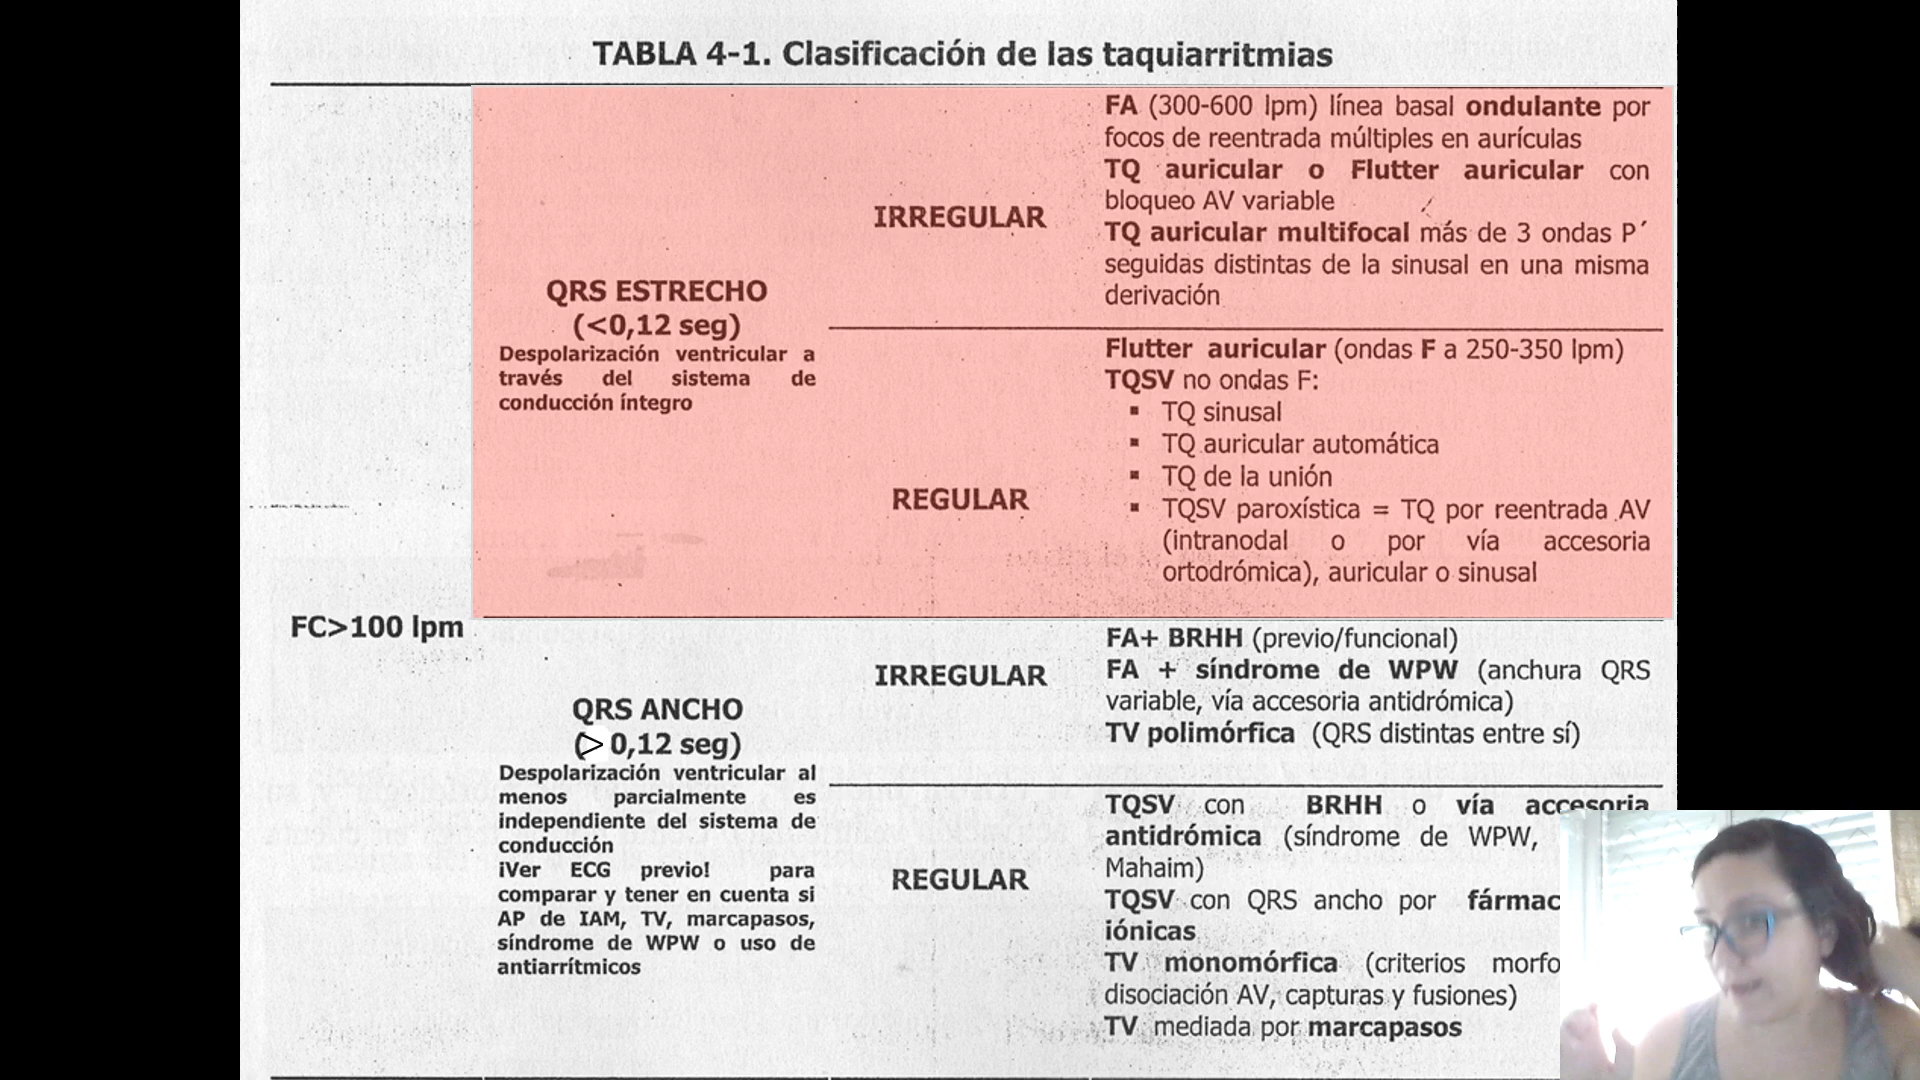 TABLA 4-1. Clasificación de las taquiarritmias
FC>100 lpm
QRS ESTRECHO
(<0,12 seg)
Despolarización ventricular a
través del sistema de
conducción íntegro
IRREGULAR
FA (300-600 lpm) línea basal ondulante por
focos de reentrada múltiples en aurículas
TQ auricular o Flutter auricular con
bloqueo AV variable
TQ auricular multifocal más de 3 ondas P´
seguidas distintas de la sinusal en una misma
derivación
REGULAR
Flutter auricular (ondas F a 250-350 lpm)
TQSV no ondas F:
▪ TQ sinusal
▪ TQ auricular automática
▪ TQ de la unión
▪ TQSV paroxística = TQ por reentrada AV
(intranodal o por vía accesoria
ortodrómica), auricular o sinusal
QRS ANCHO
(> 0,12 seg)
Despolarización ventricular al
menos parcialmente es
independiente del sistema de
conducción
¡Ver ECG previo! para
comparar y tener en cuenta si
AP de IAM, TV, marcapasos,
síndrome de WPW o uso de
antiarrítmicos
IRREGULAR
FA+ BRHH (previo/funcional)
FA + síndrome de WPW (anchura QRS
variable, vía accesoria antidrómica)
TV polimórfica (QRS distintas entre sí)
REGULAR
TQSV con BRHH o vía accesoria
antidrómica (síndrome de WPW,
Mahaim)
TQSV con QRS ancho por
iónicas
TV monomórfica (criterios
disociación AV, capturas y fusiones)
TV mediada por marcapasos